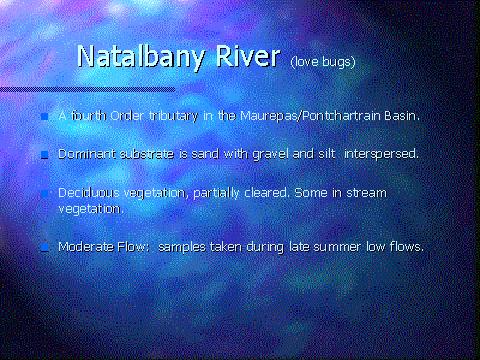 Natalbany River (love bugs)
A fourth Order tributary in the Maurepas/Pontchartrain Basin.
Dominant substrate is sand with gravel and silt interspersed.
Deciduous vegetation, partially cleared. Some in stream
vegetation.
Moderate Flow: samples taken during late summer low flows.